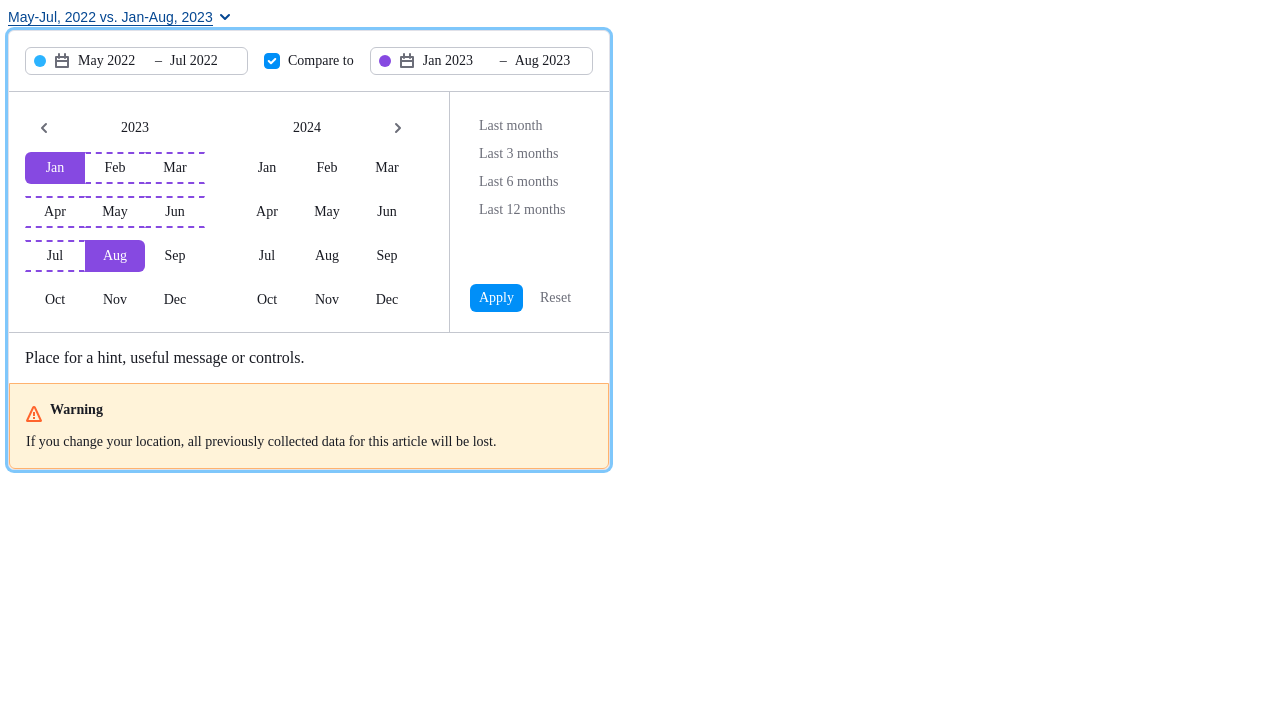 May-Jul, 2022 vs. Jan-Aug, 2023
May 2022 – Jul 2022 Compare to Jan 2023 – Aug 2023
2023 2024
Jan Feb Mar Jan Feb Mar
Apr May Jun Apr May Jun
Jul Aug Sep Jul Aug Sep
Oct Nov Dec Oct Nov Dec
Last month
Last 3 months
Last 6 months
Last 12 months
Apply Reset
Place for a hint, useful message or controls.
Warning
If you change your location, all previously collected data for this article will be lost.